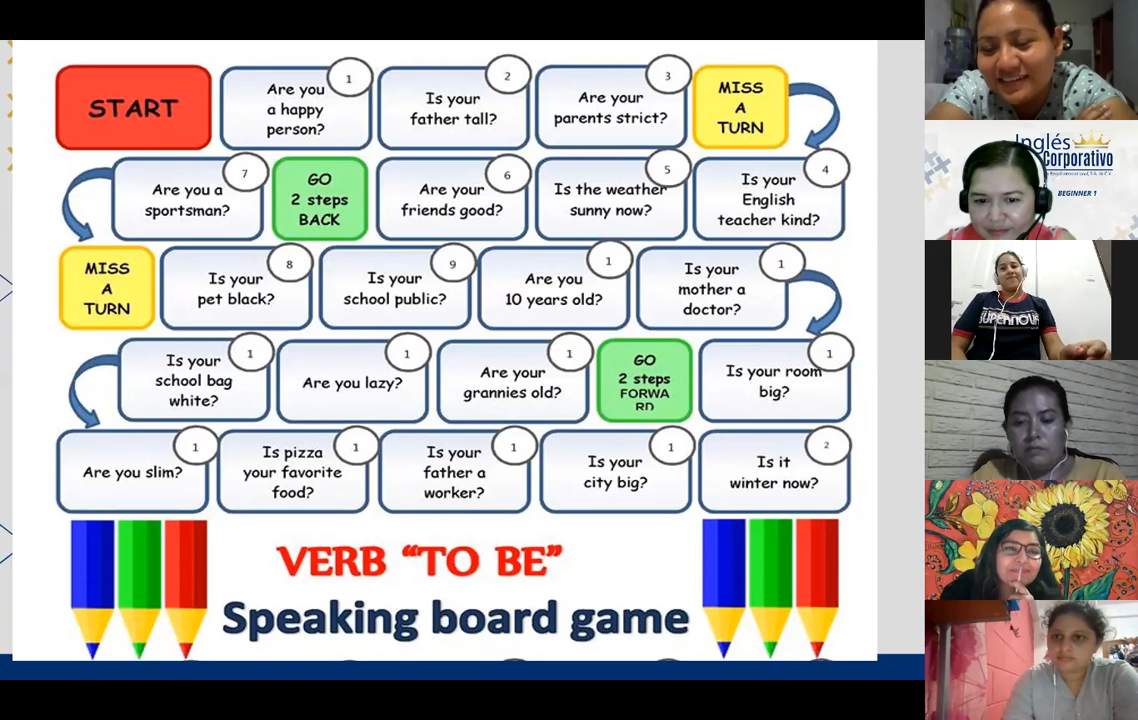 START
1
Are you
a happy
person?
2
Is your
father tall?
3
Are your
parents strict?
MISS
A
TURN
7
Are you a
sportsman?
GO
2 steps
BACK
6
Are your
friends good?
5
Is the weather
sunny now?
4
Is your
English
teacher kind?
MISS
A
TURN
8
Is your
pet black?
9
Is your
school public?
1
Are you
10 years old?
1
Is your
mother a
doctor?
1
Is your
school bag
white?
1
Are you lazy?
1
Are your
grannies old?
GO
2 steps
FORWA
RD
1
Is your room
big?
1
Are you slim?
1
Is pizza
your favorite
food?
1
Is your
father a
worker?
1
Is your
city big?
2
Is it
winter now?
VERB “TO BE”
Speaking board game
Inglés
Corporativo
BEGINNER 1
SUPERNOVA